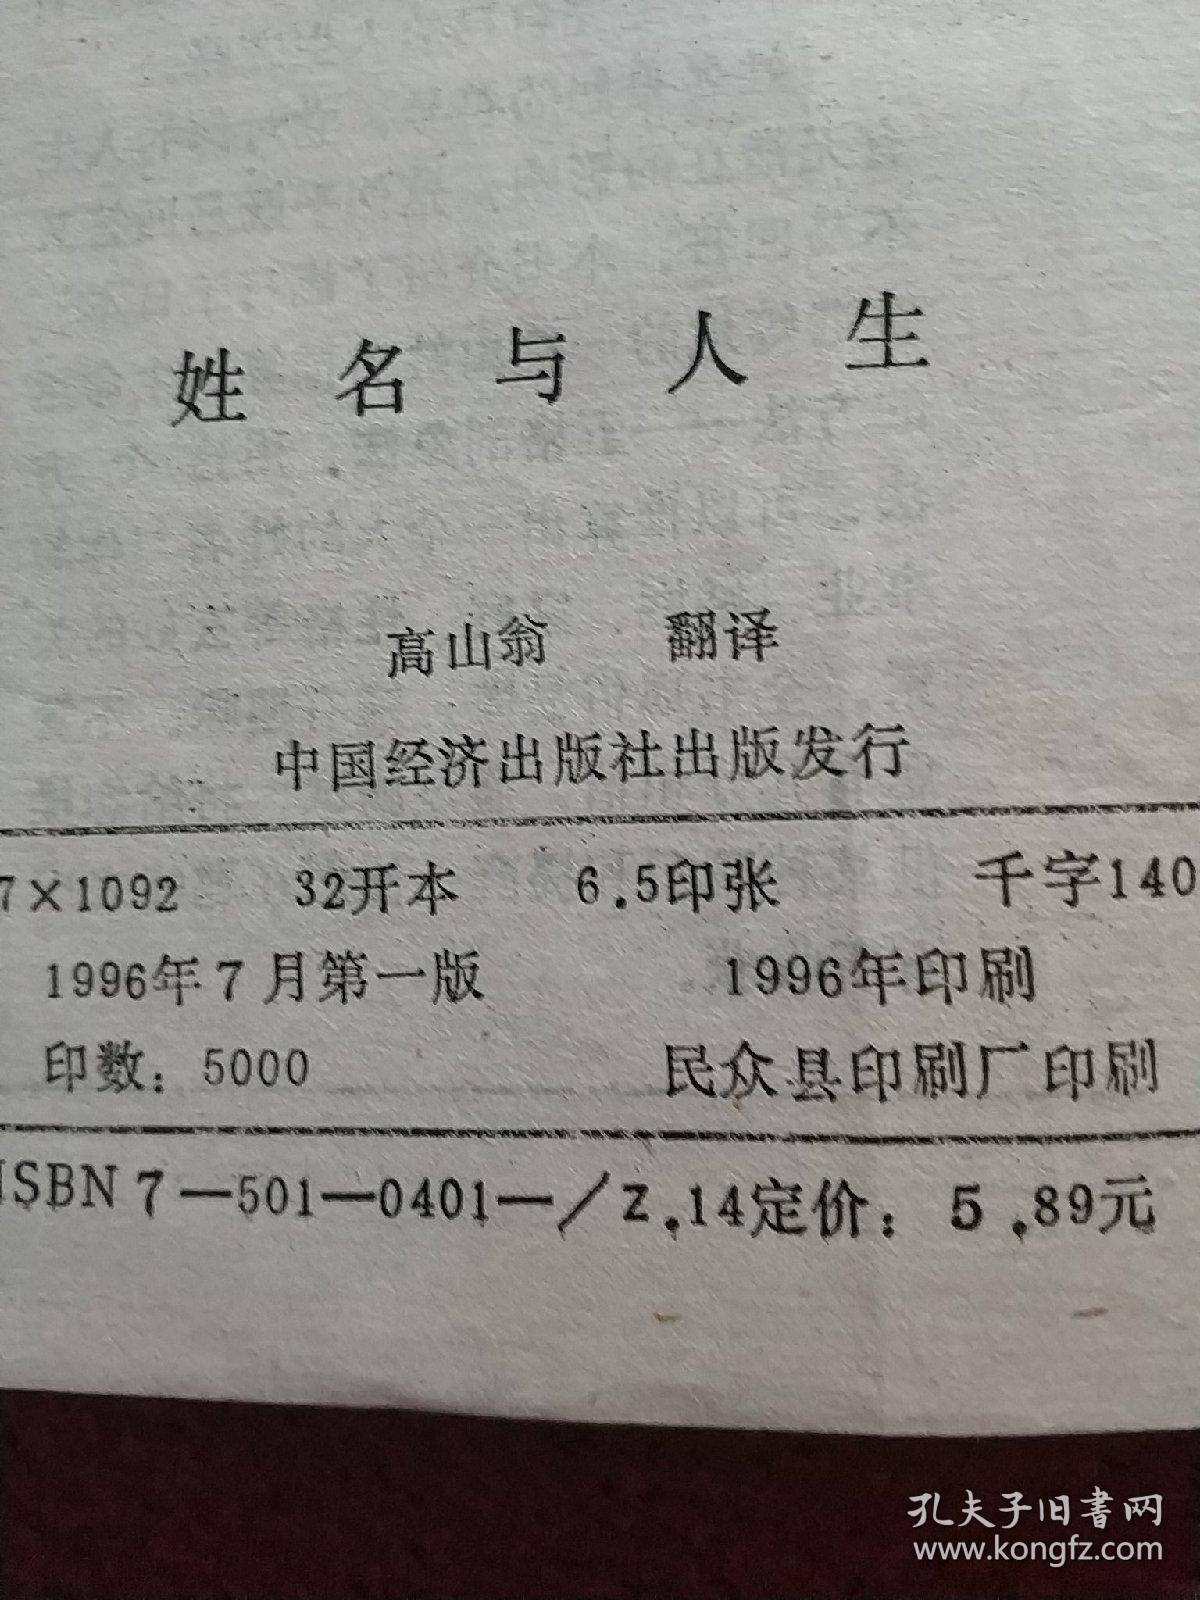 姓名与人生
高山翁 翻译
中国经济出版社出版发行
7×1092 32开本 6.5印张 千字140
1996年7月第一版 1996年印刷
印数：5000 民众县印刷厂印刷
ISBN 7—501—0401—/z.14定价：5.89元
孔夫子旧书网
www.kongfz.com